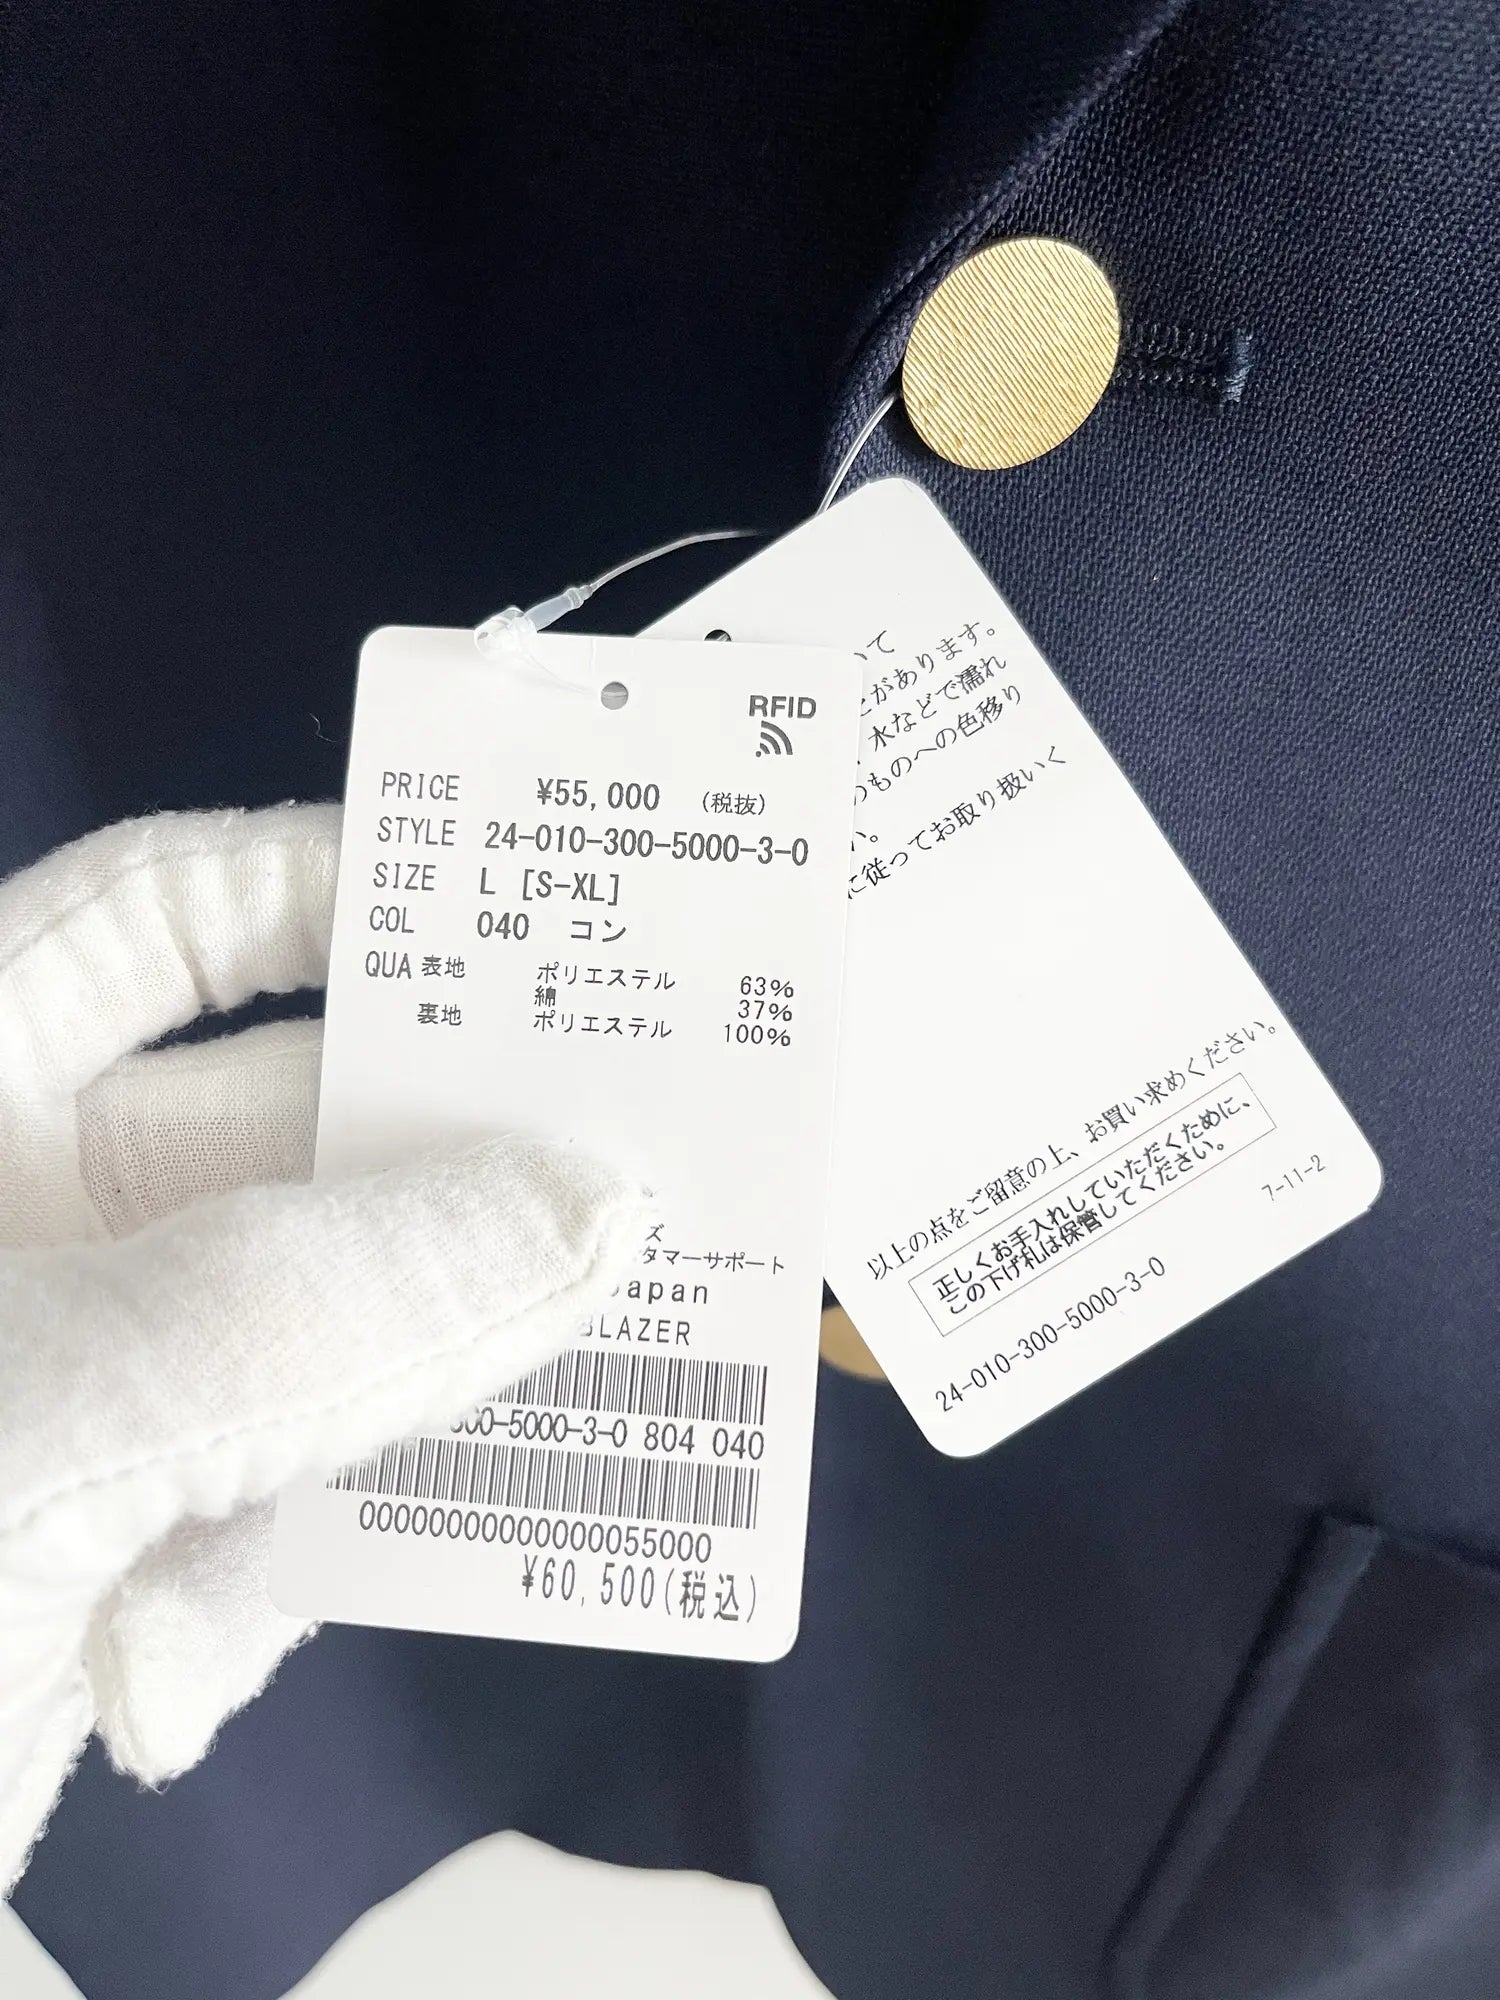 RFID
PRICE ¥55,000 (税抜)
STYLE 24-010-300-5000-3-0
SIZE L [S-XL]
COL 040 コン
QUA 表地 ポリエステル 63%
綿 37%
裏地 ポリエステル 100%
ズ
タマーサポート
Japan
BLAZER
00-5000-3-0 804 040
0000000000000055000
¥60,500(税込)
いて
とがあります。
水などで濡れ
のものへの色移り
い。
に従ってお取り扱いく
以上の点をご留意の上、お買い求めください。
正しくお手入れしていただくために、
この下げ札は保管してください。
7-11-2
24-010-300-5000-3-0